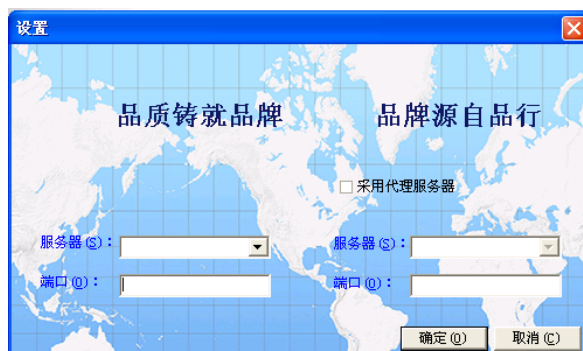 设置
品质铸就品牌 品牌源自品行
采用代理服务器
服务器(S)： 服务器(S)：
端口(O)： 端口(O)：
确定(O) 取消(C)